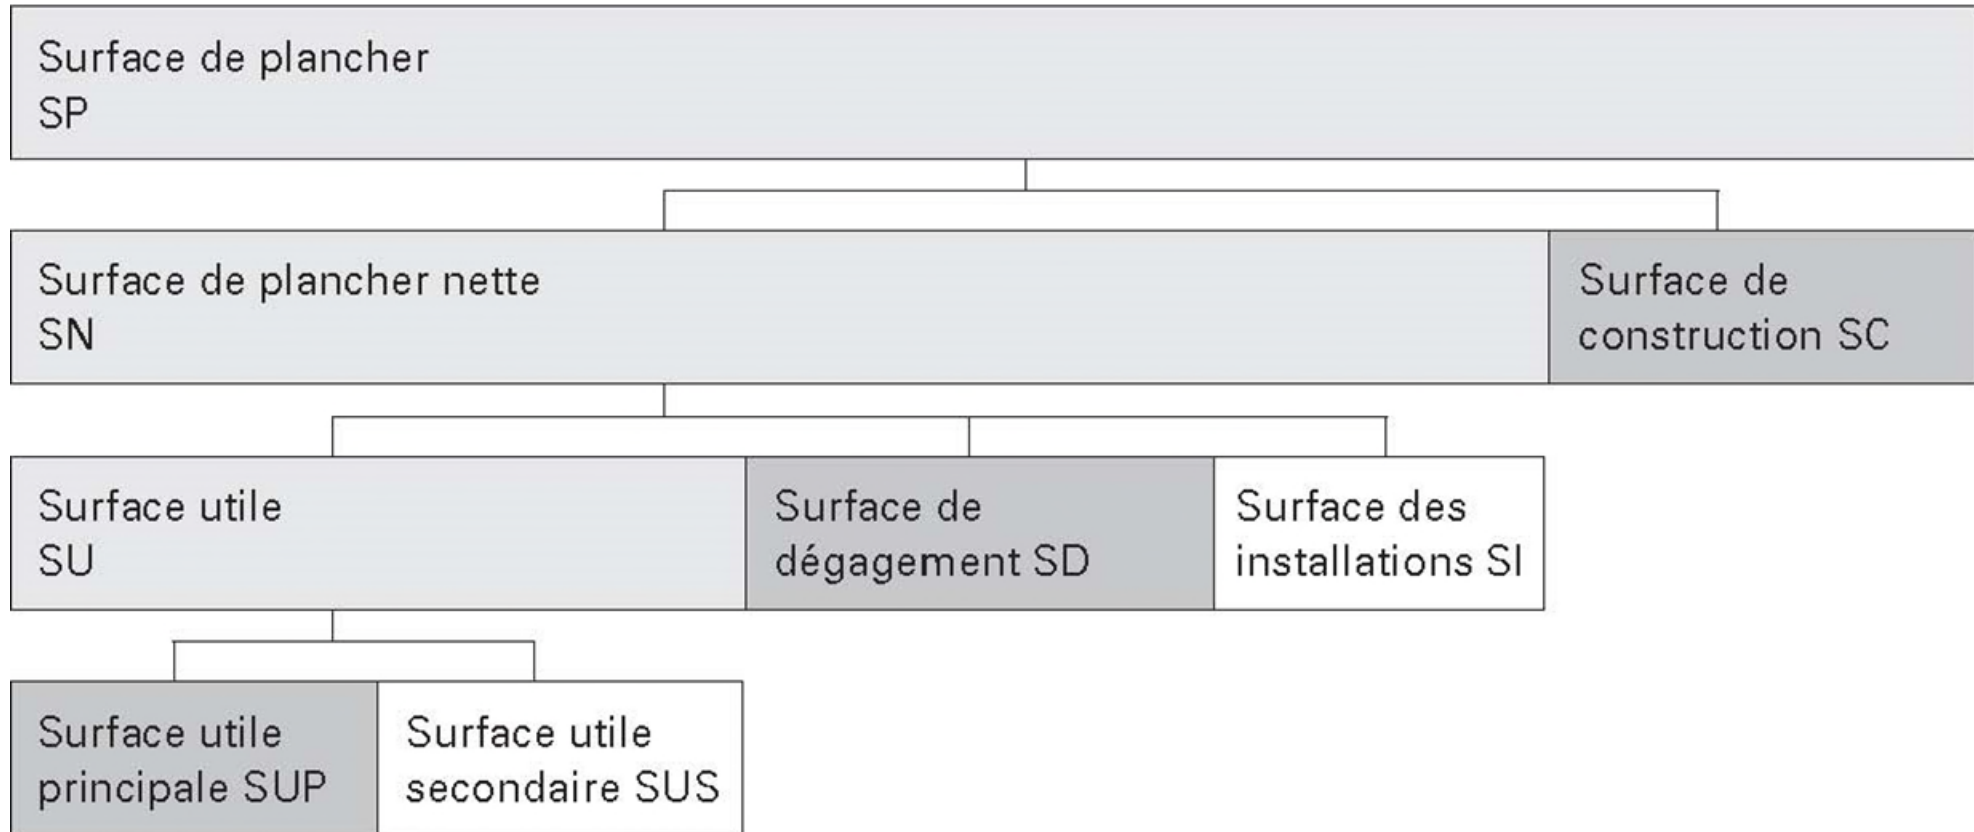 Surface de plancher
SP
Surface de plancher nette
SN
Surface de
construction SC
Surface utile
SU
Surface de
dégagement SD
Surface des
installations SI
Surface utile
principale SUP
Surface utile
secondaire SUS